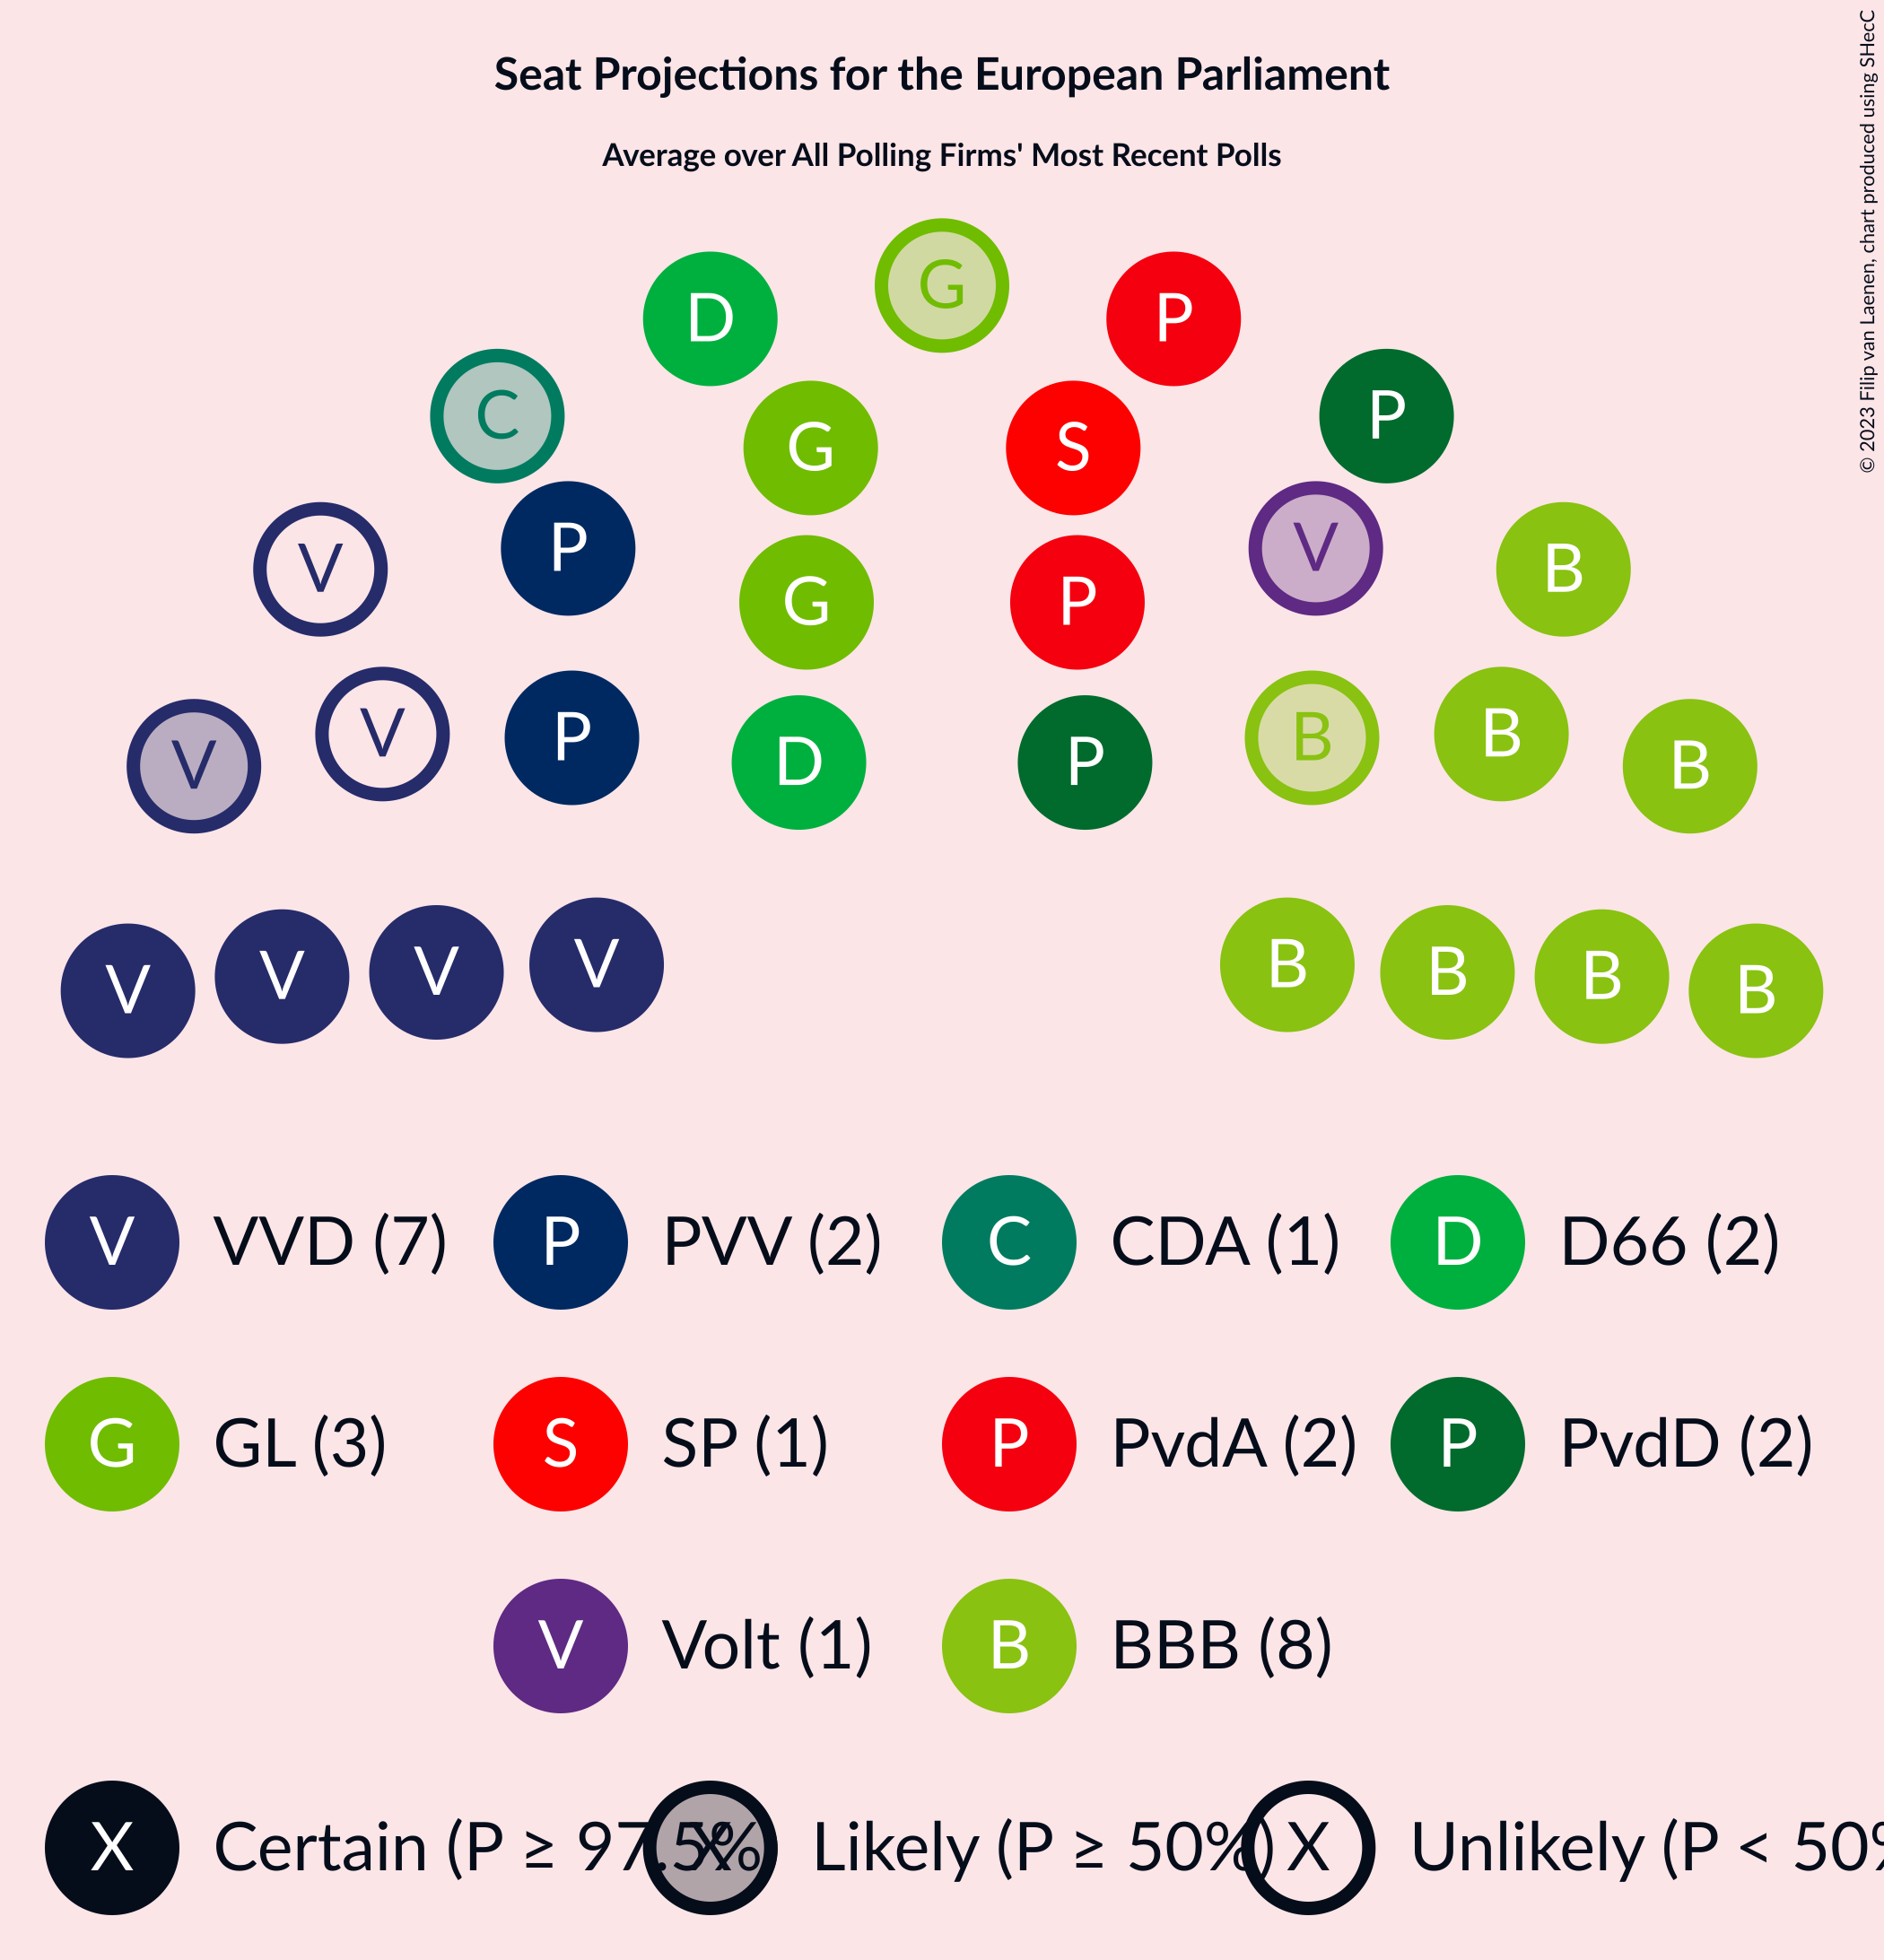 Seat Projections for the European Parliament
Average over All Polling Firms' Most Recent Polls
© 2023 Filip van Laenen, chart produced using SHecC
G
D P
C P
G S
P V
V B
G P
V P B B
V D P B
V V V V B B B B
V VVD (7) P PVV (2) C CDA (1) D D66 (2)
G GL (3) S SP (1) P PvdA (2) P PvdD (2)
V Volt (1) B BBB (8)
X Certain (P ≥ 97.5% X Likely (P ≥ 50%) X Unlikely (P < 50%